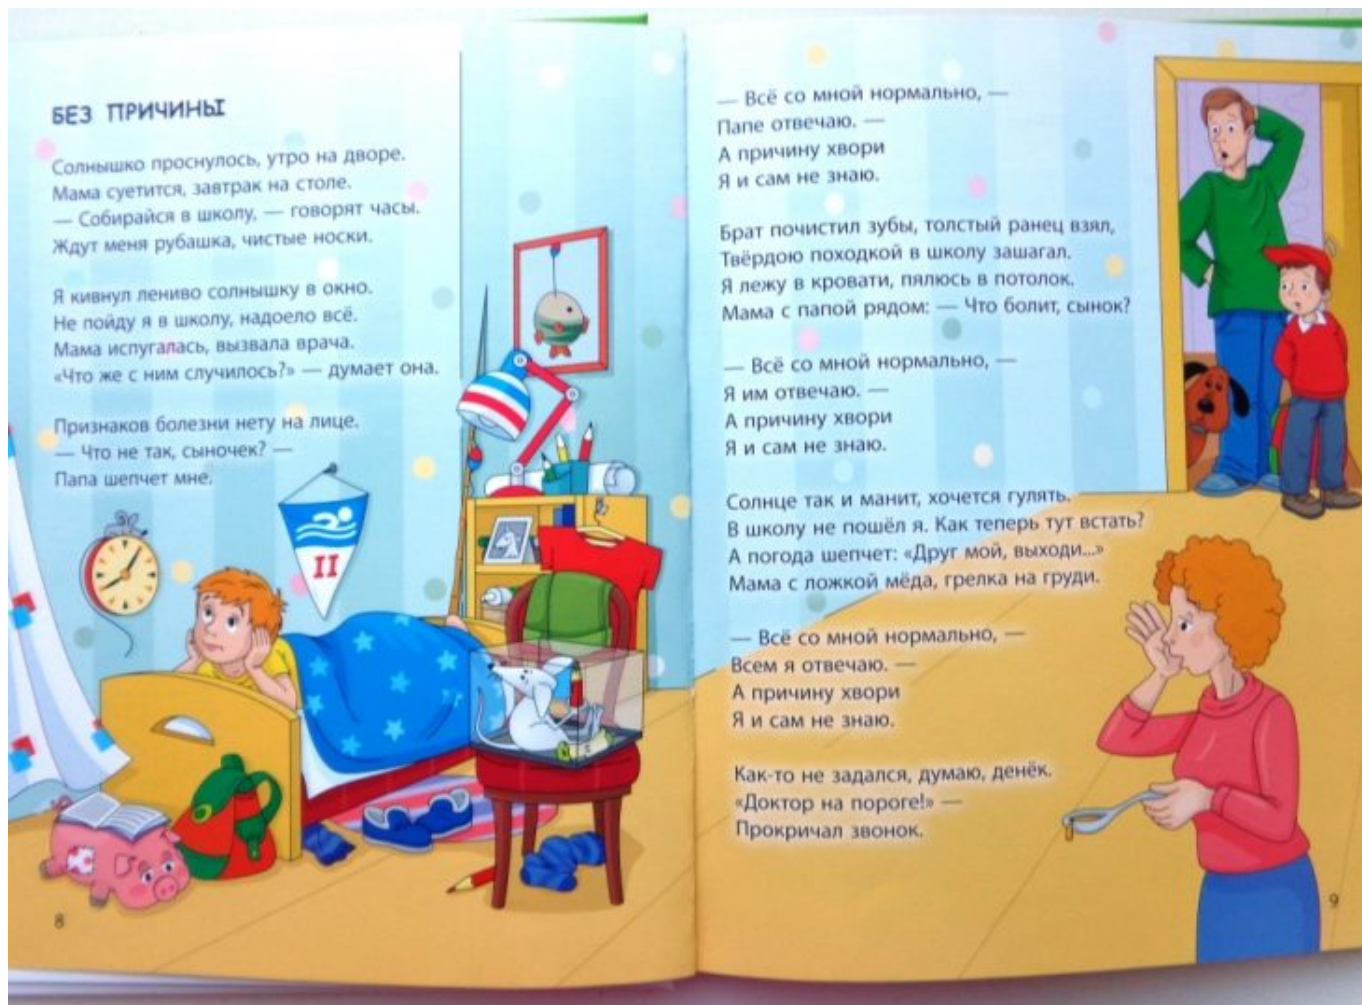 БЕЗ ПРИЧИНЫ
Солнышко проснулось, утро на дворе.
Мама суетится, завтрак на столе.
— Собирайся в школу, — говорят часы.
Ждут меня рубашка, чистые носки.
Я кивнул лениво солнышку в окно.
Не пойду я в школу, надоело всё.
Мама испугалась, вызвала врача.
«Что же с ним случилось?» — думает она.
Признаков болезни нету на лице.
— Что не так, сыночек? —
Папа шепчет мне.
II
8
— Всё со мной нормально, —
Папе отвечаю. —
А причину хвори
Я и сам не знаю.
Брат почистил зубы, толстый ранец взял,
Твёрдою походкой в школу зашагал.
Я лежу в кровати, пялюсь в потолок.
Мама с папой рядом: — Что болит, сынок?
— Всё со мной нормально, —
Я им отвечаю. —
А причину хвори
Я и сам не знаю.
Солнце так и манит, хочется гулять.
В школу не пошёл я. Как теперь тут встать?
А погода шепчет: «Друг мой, выходи...»
Мама с ложкой мёда, грелка на груди.
— Всё со мной нормально, —
Всем я отвечаю. —
А причину хвори
Я и сам не знаю.
Как-то не задался, думаю, денёк.
«Доктор на пороге!» —
Прокричал звонок.
9